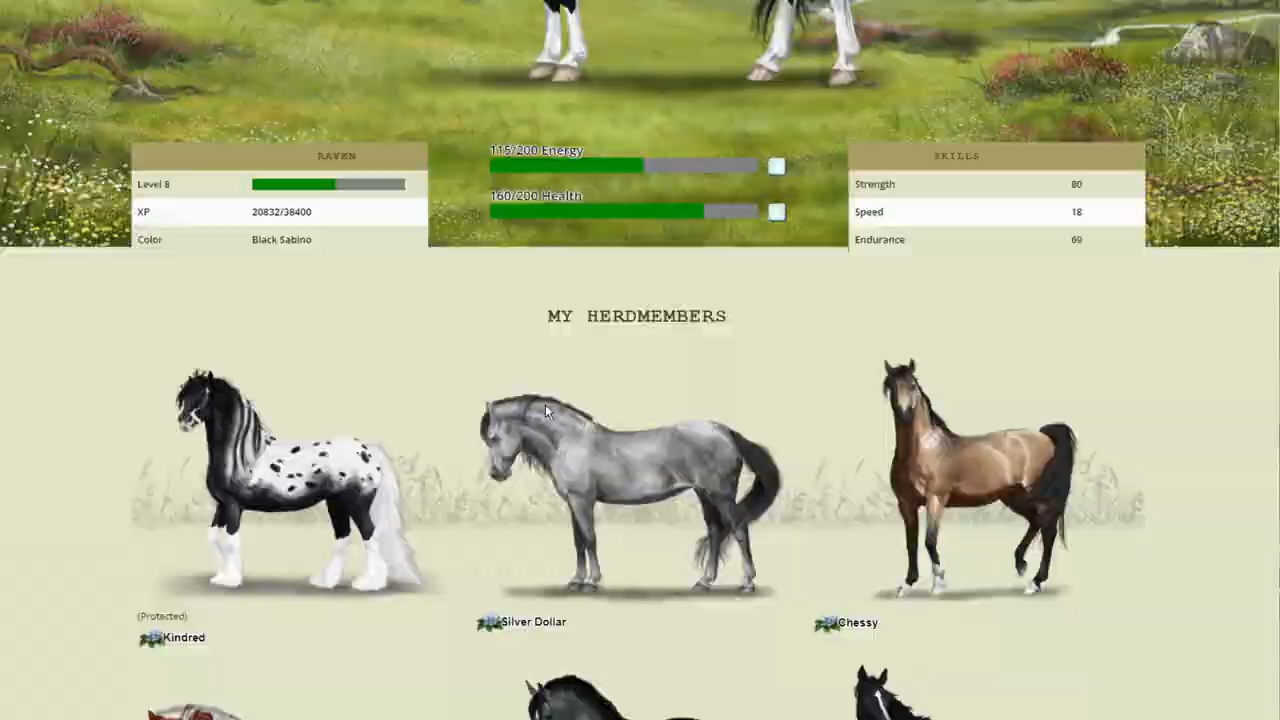 RAVEN
Level 8
XP 20832/38400
Color Black Sabino
115/200 Energy
160/200 Health
SKILLS
Strength 80
Speed 18
Endurance 69
MY HERDMEMBERS
(Protected)
Kindred
Silver Dollar
Chessy